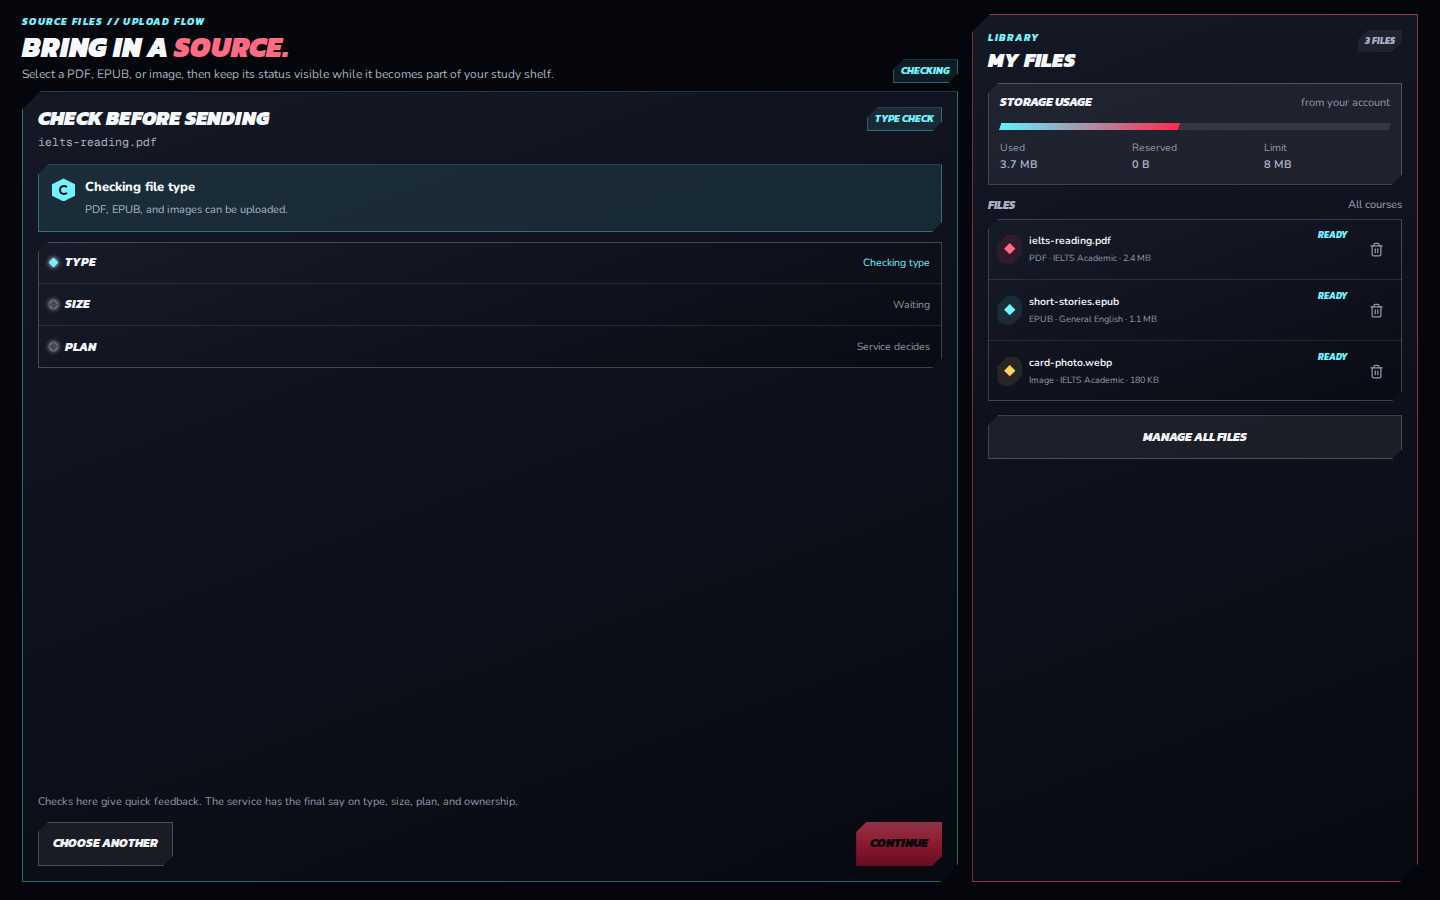 SOURCE FILES // UPLOAD FLOW
BRING IN A SOURCE.
Select a PDF, EPUB, or image, then keep its status visible while it becomes part of your study shelf.
CHECKING
CHECK BEFORE SENDING
TYPE CHECK
ielts-reading.pdf
C
Checking file type
PDF, EPUB, and images can be uploaded.
TYPE
Checking type
SIZE
Waiting
PLAN
Service decides
Checks here give quick feedback. The service has the final say on type, size, plan, and ownership.
CHOOSE ANOTHER
CONTINUE
LIBRARY
3 FILES
MY FILES
STORAGE USAGE
from your account
Used Reserved Limit
3.7 MB 0 B 8 MB
FILES
All courses
ielts-reading.pdf
READY
PDF · IELTS Academic · 2.4 MB
short-stories.epub
READY
EPUB · General English · 1.1 MB
card-photo.webp
READY
Image · IELTS Academic · 180 KB
MANAGE ALL FILES